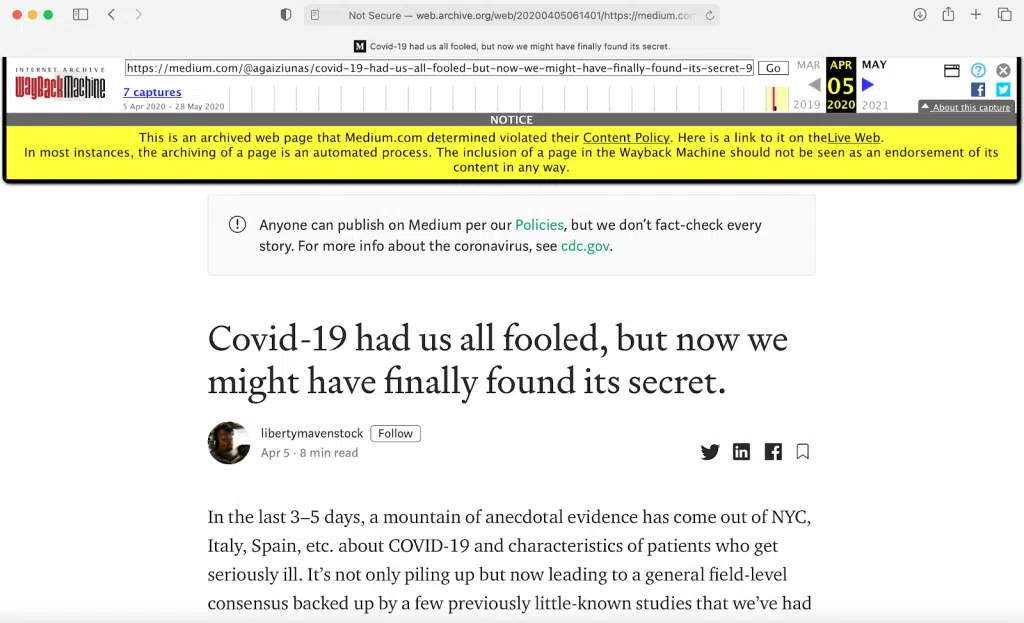 Not Secure — web.archive.org/web/20200405061401/https://medium.com
M Covid-19 had us all fooled, but now we might have finally found its secret.
INTERNET ARCHIVE
WayBackMachine
https://medium.com/@agaiziunas/covid-19-had-us-all-fooled-but-now-we-might-have-finally-found-its-secret-9
Go
MAR APR MAY
05
2019 2020 2021
7 captures
5 Apr 2020 – 28 May 2020
About this capture
NOTICE
This is an archived web page that Medium.com determined violated their Content Policy. Here is a link to it on theLive Web.
In most instances, the archiving of a page is an automated process. The inclusion of a page in the Wayback Machine should not be seen as an endorsement of its
content in any way.
Anyone can publish on Medium per our Policies, but we don’t fact-check every
story. For more info about the coronavirus, see cdc.gov.
Covid-19 had us all fooled, but now we
might have finally found its secret.
libertymavenstock Follow
Apr 5 · 8 min read
In the last 3–5 days, a mountain of anecdotal evidence has come out of NYC,
Italy, Spain, etc. about COVID-19 and characteristics of patients who get
seriously ill. It’s not only piling up but now leading to a general field-level
consensus backed up by a few previously little-known studies that we’ve had